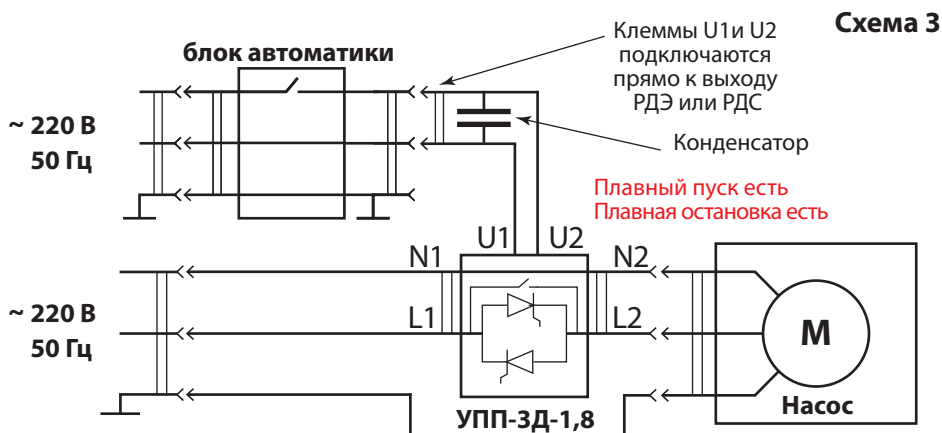 Схема 3
Клеммы U1и U2
подключаются
прямо к выходу
РДЭ или РДС
блок автоматики
~ 220 В
50 Гц
Конденсатор
Плавный пуск есть
Плавная остановка есть
U1 U2
N1 N2
L1 L2
~ 220 В
50 Гц
М
Насос
УПП-3Д-1,8